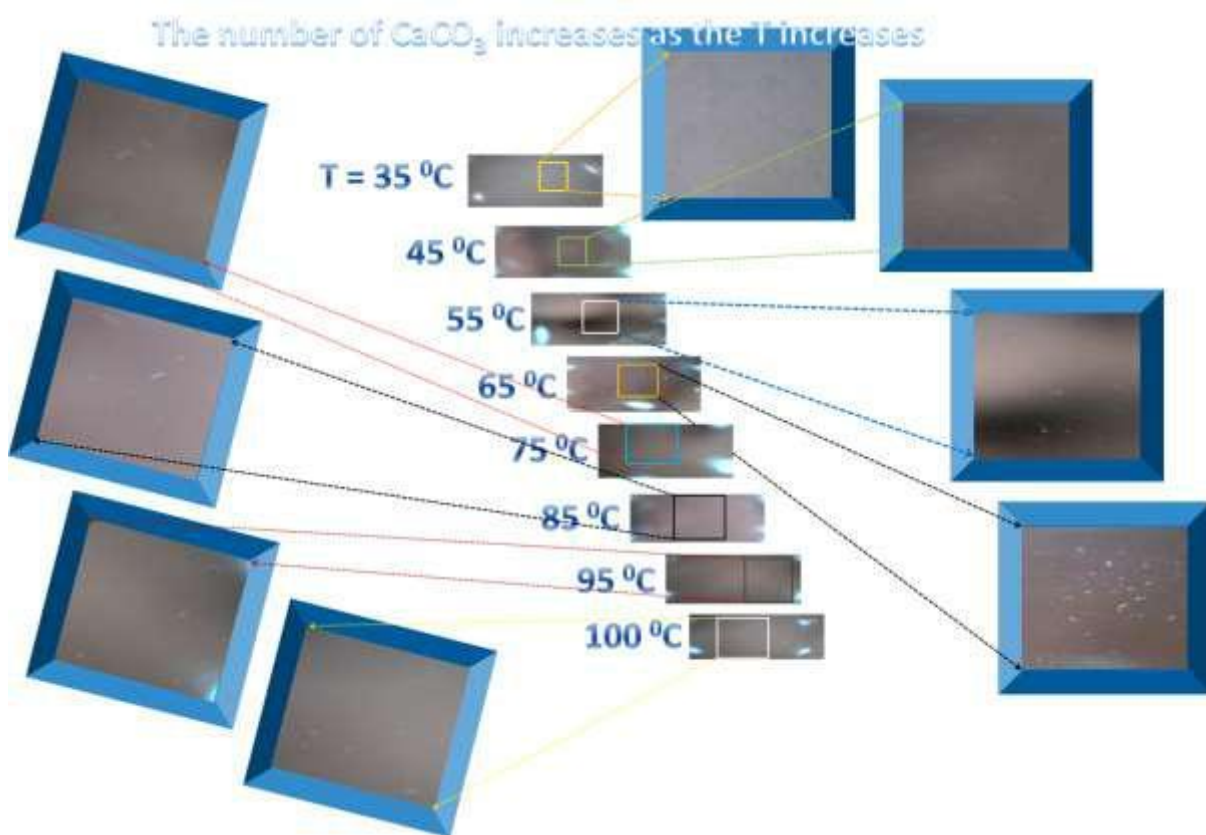 The number of CaCO₃ increases as the T increases
T = 35 ⁰C
45 ⁰C
55 ⁰C
65 ⁰C
75 ⁰C
85 ⁰C
95 ⁰C
100 ⁰C